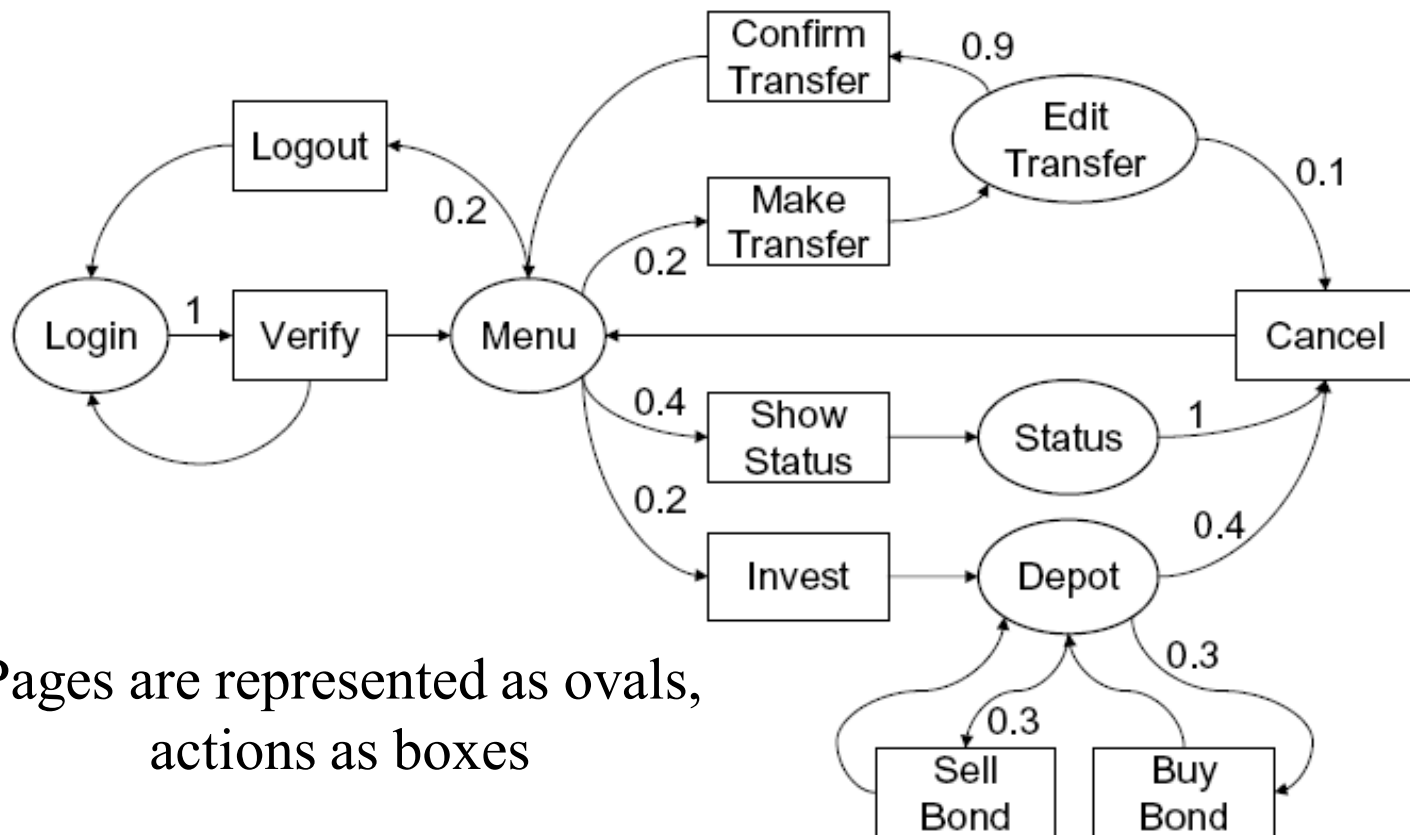 Confirm
Transfer
0.9
Edit
Transfer
Logout
0.1
0.2
Make
Transfer
0.2
Login
1
Verify
Menu
Cancel
0.4
Show
Status
Status
1
0.2
Invest
Depot
0.4
0.3
0.3
Sell
Bond
Buy
Bond
Pages are represented as ovals,
actions as boxes